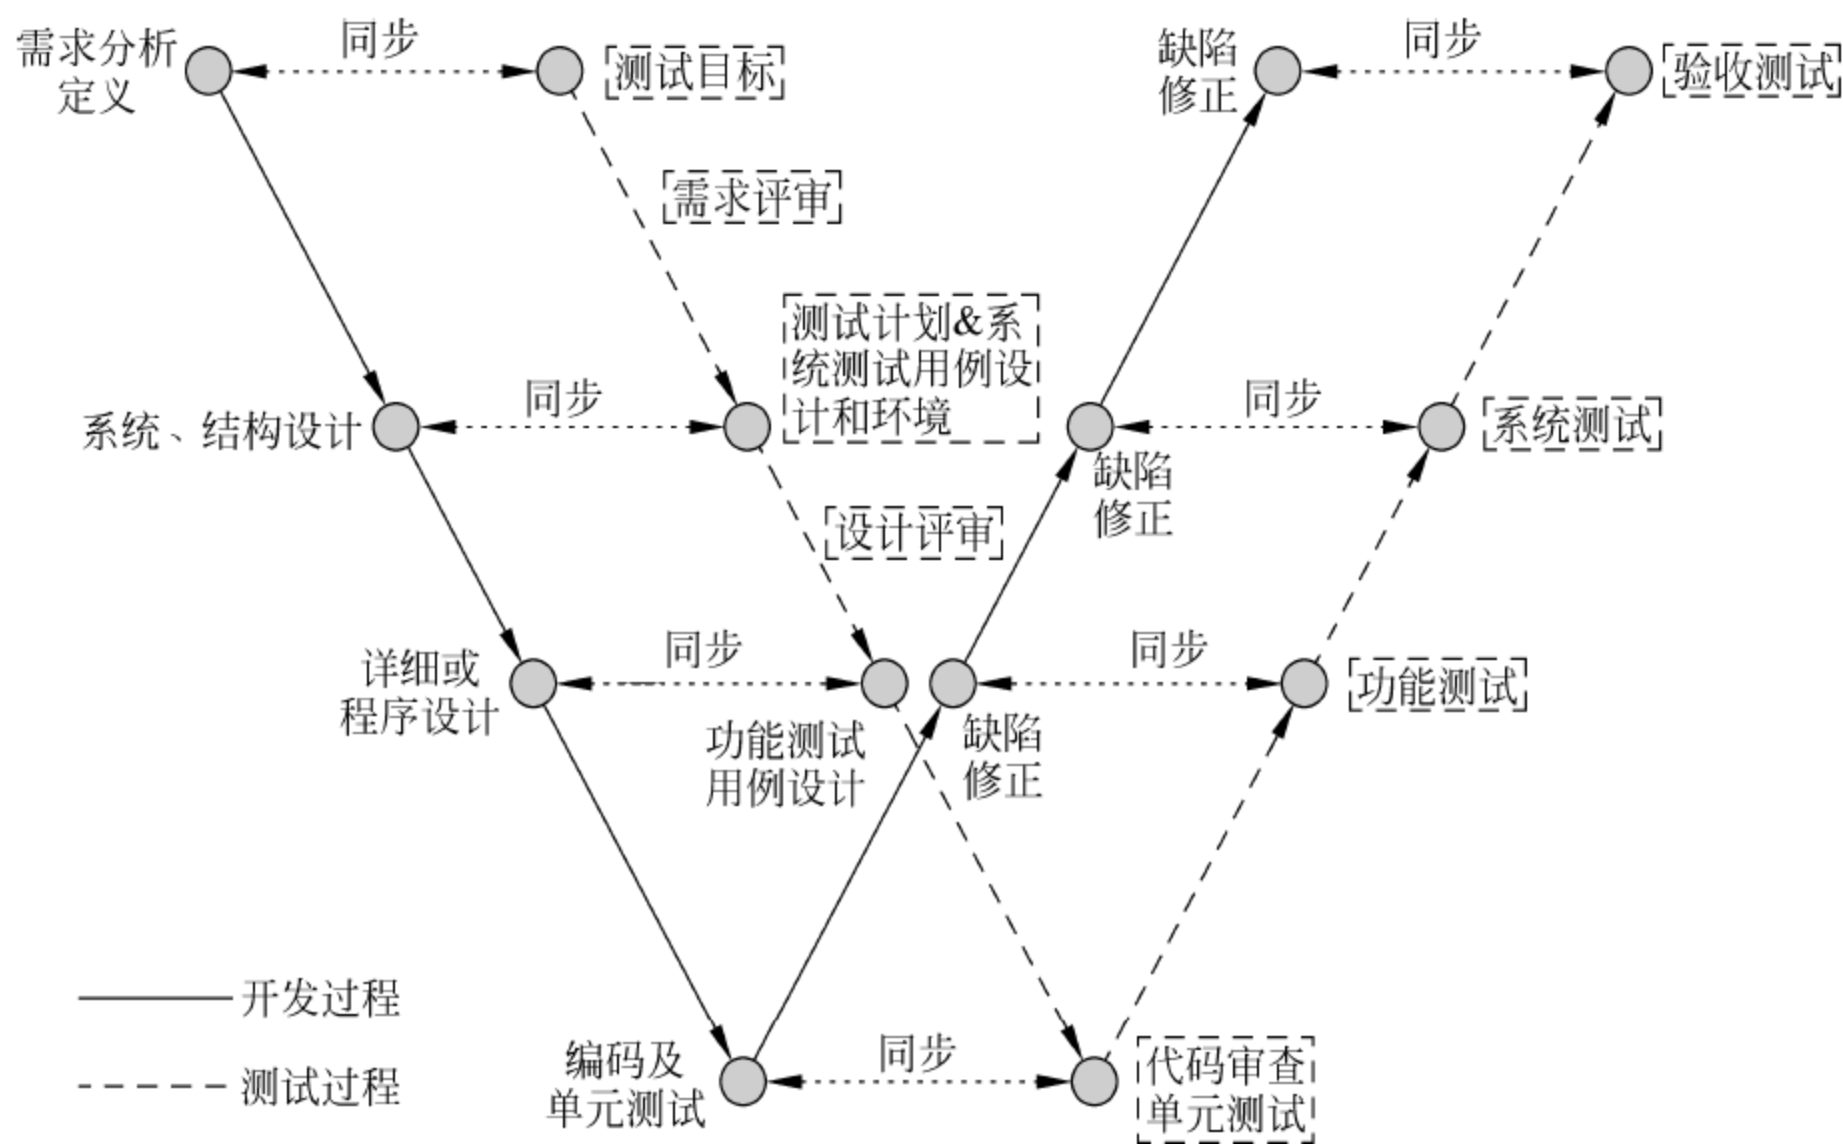 需求分析
定义
同步
测试目标
缺陷
修正
同步
验收测试
需求评审
测试计划&系
统测试用例设
计和环境
系统、结构设计
同步
同步
系统测试
缺陷
修正
设计评审
详细或
程序设计
同步
功能测试
用例设计
缺陷
修正
同步
功能测试
开发过程
测试过程
编码及
单元测试
同步
代码审查
单元测试